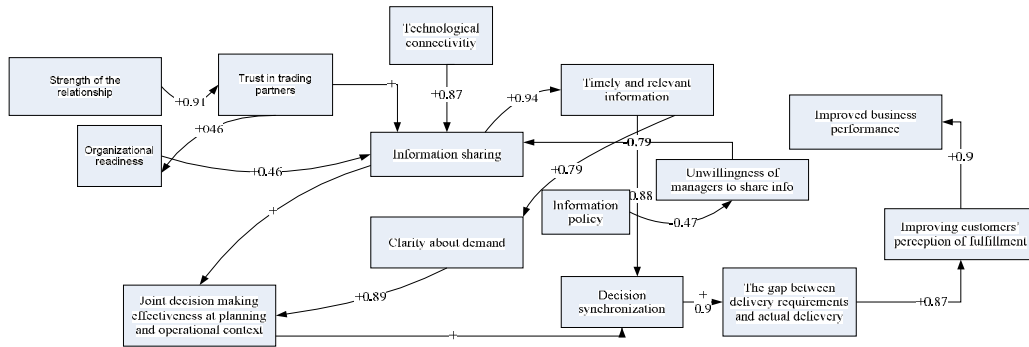 Technological
connectivitiy
Strength of the
relationship
+0.91
Trust in trading
partners
+
+0.87
+0.94
Timely and relevant
information
Improved business
performance
+046
Organizational
readiness
+0.46
Information sharing
-0.79
+0.79
+0.9
Unwillingness of
managers to share info
0.88
Information
policy
-0.47
+
Clarity about demand
Improving customers'
perception of fulfillment
+0.89
Joint decision making
effectiveness at planning
and operational context
+
Decision
synchronization
+
0.9
The gap between
delivery requirements
and actual delicvery
+0.87